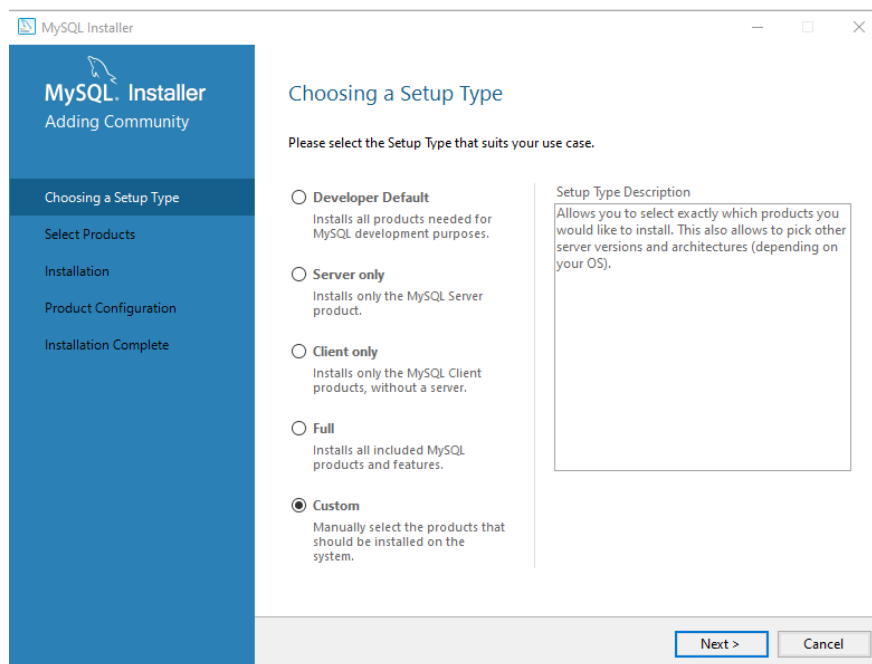 MySQL Installer
MySQL. Installer
Adding Community
Choosing a Setup Type
Select Products
Installation
Product Configuration
Installation Complete
Choosing a Setup Type
Please select the Setup Type that suits your use case.
Developer Default
Installs all products needed for
MySQL development purposes.
Server only
Installs only the MySQL Server
product.
Client only
Installs only the MySQL Client
products, without a server.
Full
Installs all included MySQL
products and features.
Custom
Manually select the products that
should be installed on the
system.
Setup Type Description
Allows you to select exactly which products you
would like to install. This also allows to pick other
server versions and architectures (depending on
your OS).
Next >
Cancel